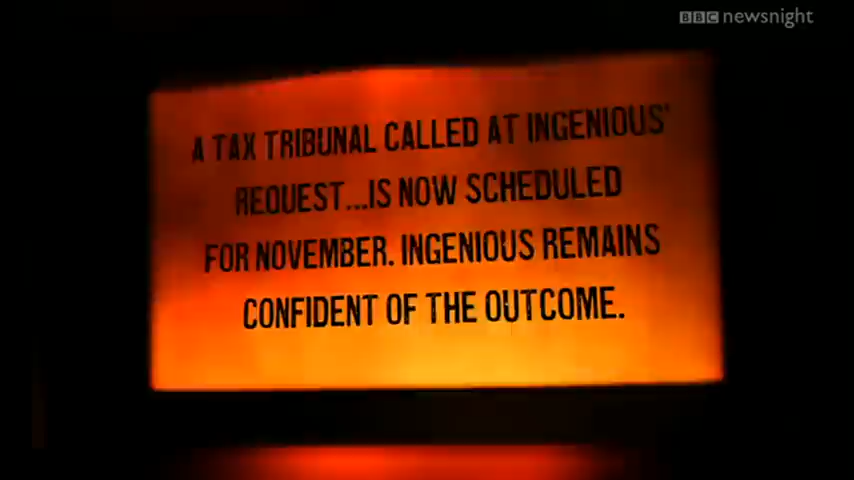 BBC newsnight
A TAX TRIBUNAL CALLED AT INGENIOUS'
REQUEST...IS NOW SCHEDULED
FOR NOVEMBER. INGENIOUS REMAINS
CONFIDENT OF THE OUTCOME.